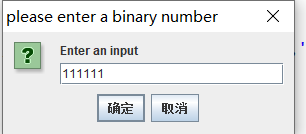 please enter a binary number
Enter an input
111111
确定 取消